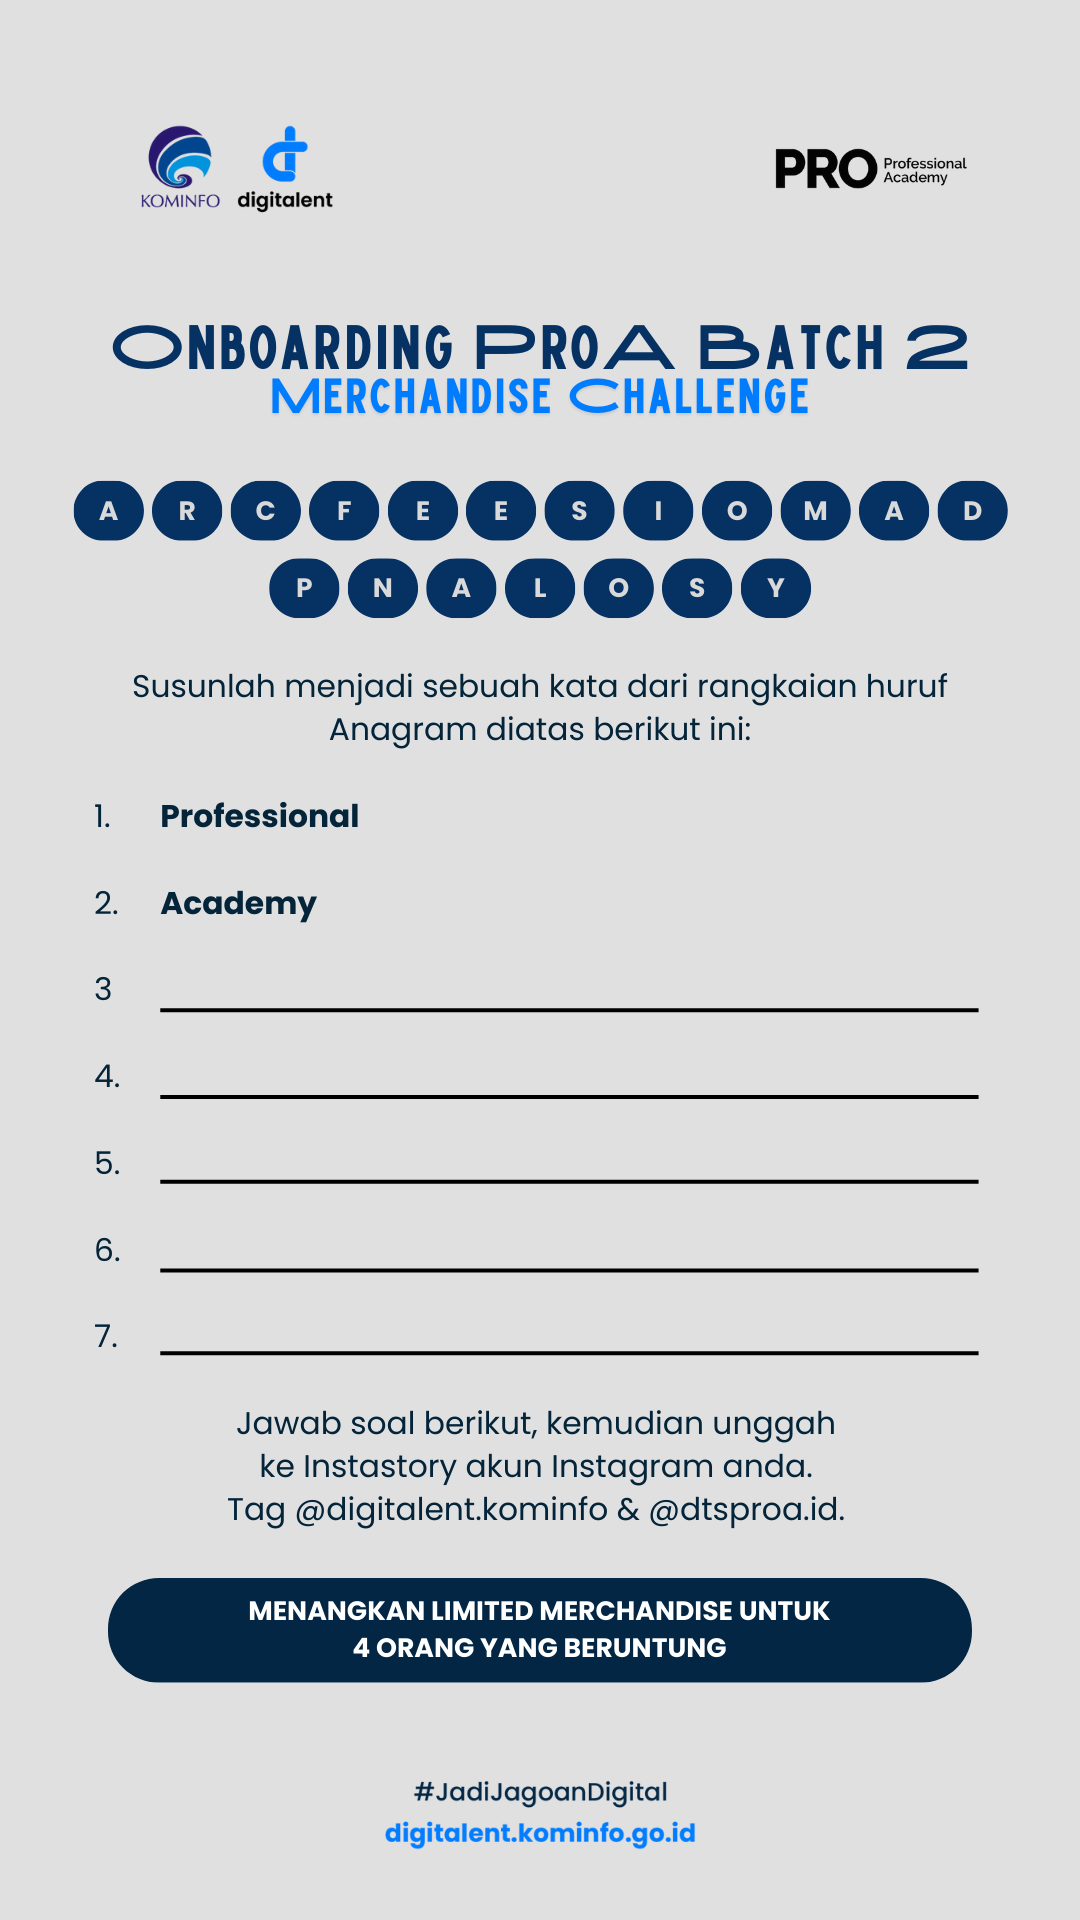 KOMINFO
digitalent
PRO Professional
Academy
ONBOARDING PROA BATCH 2
MERCHANDISE CHALLENGE
A R C F E E S I O M A D
P N A L O S Y
Susunlah menjadi sebuah kata dari rangkaian huruf
Anagram diatas berikut ini:
1. Professional
2. Academy
3
4.
5.
6.
7.
Jawab soal berikut, kemudian unggah
ke Instastory akun Instagram anda.
Tag @digitalent.kominfo & @dtsproa.id.
MENANGKAN LIMITED MERCHANDISE UNTUK
4 ORANG YANG BERUNTUNG
#JadiJagoanDigital
digitalent.kominfo.go.id